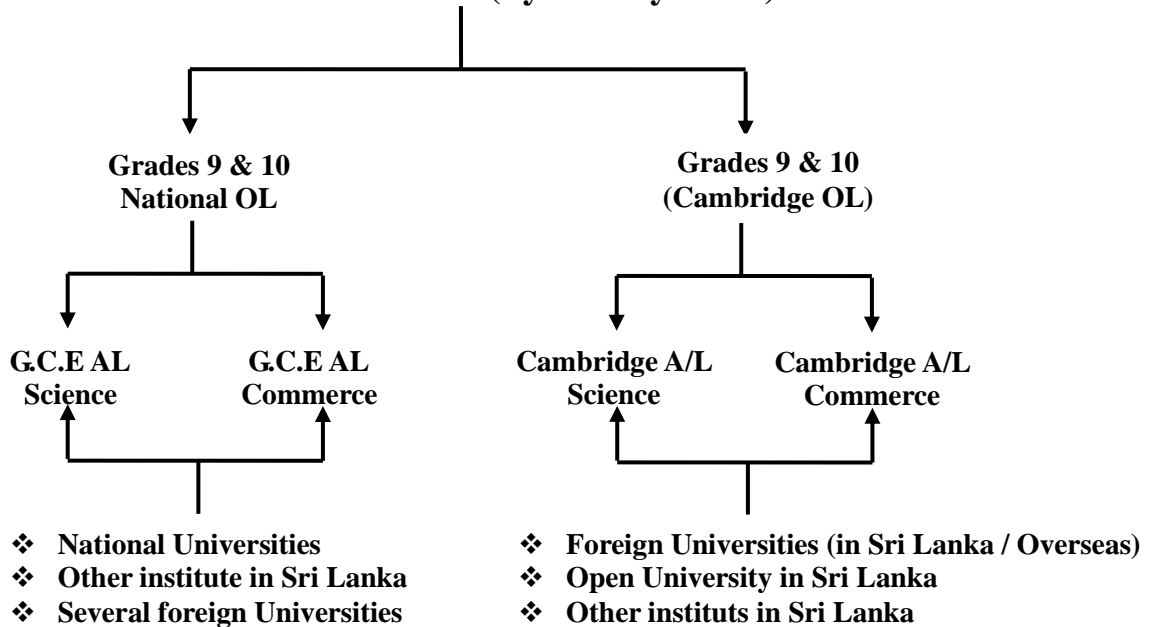 Grades 9 & 10
National OL
Grades 9 & 10
(Cambridge OL)
G.C.E AL
Science
G.C.E AL
Commerce
Cambridge A/L
Science
Cambridge A/L
Commerce
❖ National Universities
❖ Other institute in Sri Lanka
❖ Several foreign Universities
❖ Foreign Universities (in Sri Lanka / Overseas)
❖ Open University in Sri Lanka
❖ Other instituts in Sri Lanka